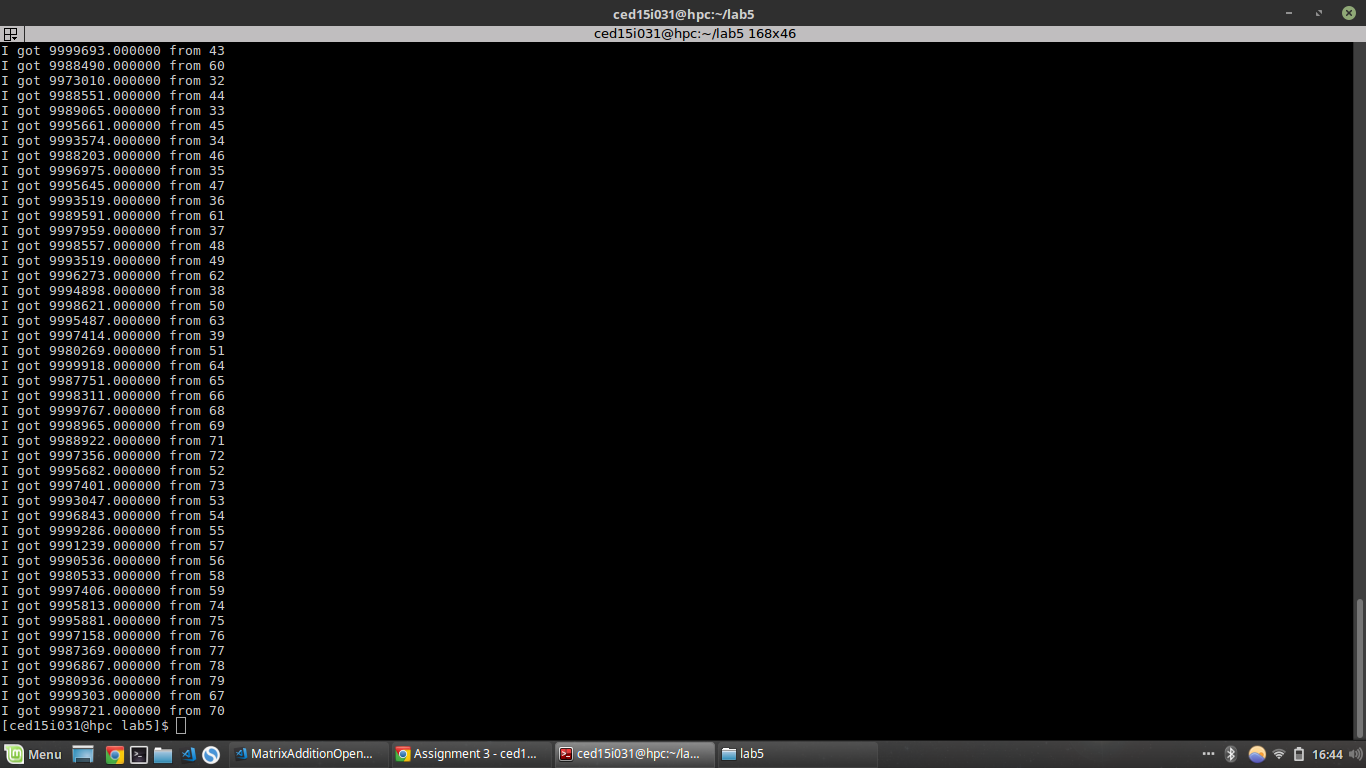 ced15i031@hpc:~/lab5
ced15i031@hpc:~/lab5 168x46
I got 9999693.000000 from 43
I got 9988490.000000 from 60
I got 9973010.000000 from 32
I got 9988551.000000 from 44
I got 9989065.000000 from 33
I got 9995661.000000 from 45
I got 9993574.000000 from 34
I got 9988203.000000 from 46
I got 9996975.000000 from 35
I got 9995645.000000 from 47
I got 9993519.000000 from 36
I got 9989591.000000 from 61
I got 9997959.000000 from 37
I got 9998557.000000 from 48
I got 9993519.000000 from 49
I got 9996273.000000 from 62
I got 9994898.000000 from 38
I got 9998621.000000 from 50
I got 9995487.000000 from 63
I got 9997414.000000 from 39
I got 9980269.000000 from 51
I got 9999918.000000 from 64
I got 9987751.000000 from 65
I got 9998311.000000 from 66
I got 9999767.000000 from 68
I got 9998965.000000 from 69
I got 9988922.000000 from 71
I got 9997356.000000 from 72
I got 9995682.000000 from 52
I got 9997401.000000 from 73
I got 9993047.000000 from 53
I got 9996843.000000 from 54
I got 9999286.000000 from 55
I got 9991239.000000 from 57
I got 9990536.000000 from 56
I got 9980533.000000 from 58
I got 9997406.000000 from 59
I got 9995813.000000 from 74
I got 9995881.000000 from 75
I got 9997158.000000 from 76
I got 9987369.000000 from 77
I got 9996867.000000 from 78
I got 9980936.000000 from 79
I got 9999303.000000 from 67
I got 9998721.000000 from 70
[ced15i031@hpc lab5]$
Menu MatrixAdditionOpen... Assignment 3 - ced1... ced15i031@hpc:~/la... lab5 16:44